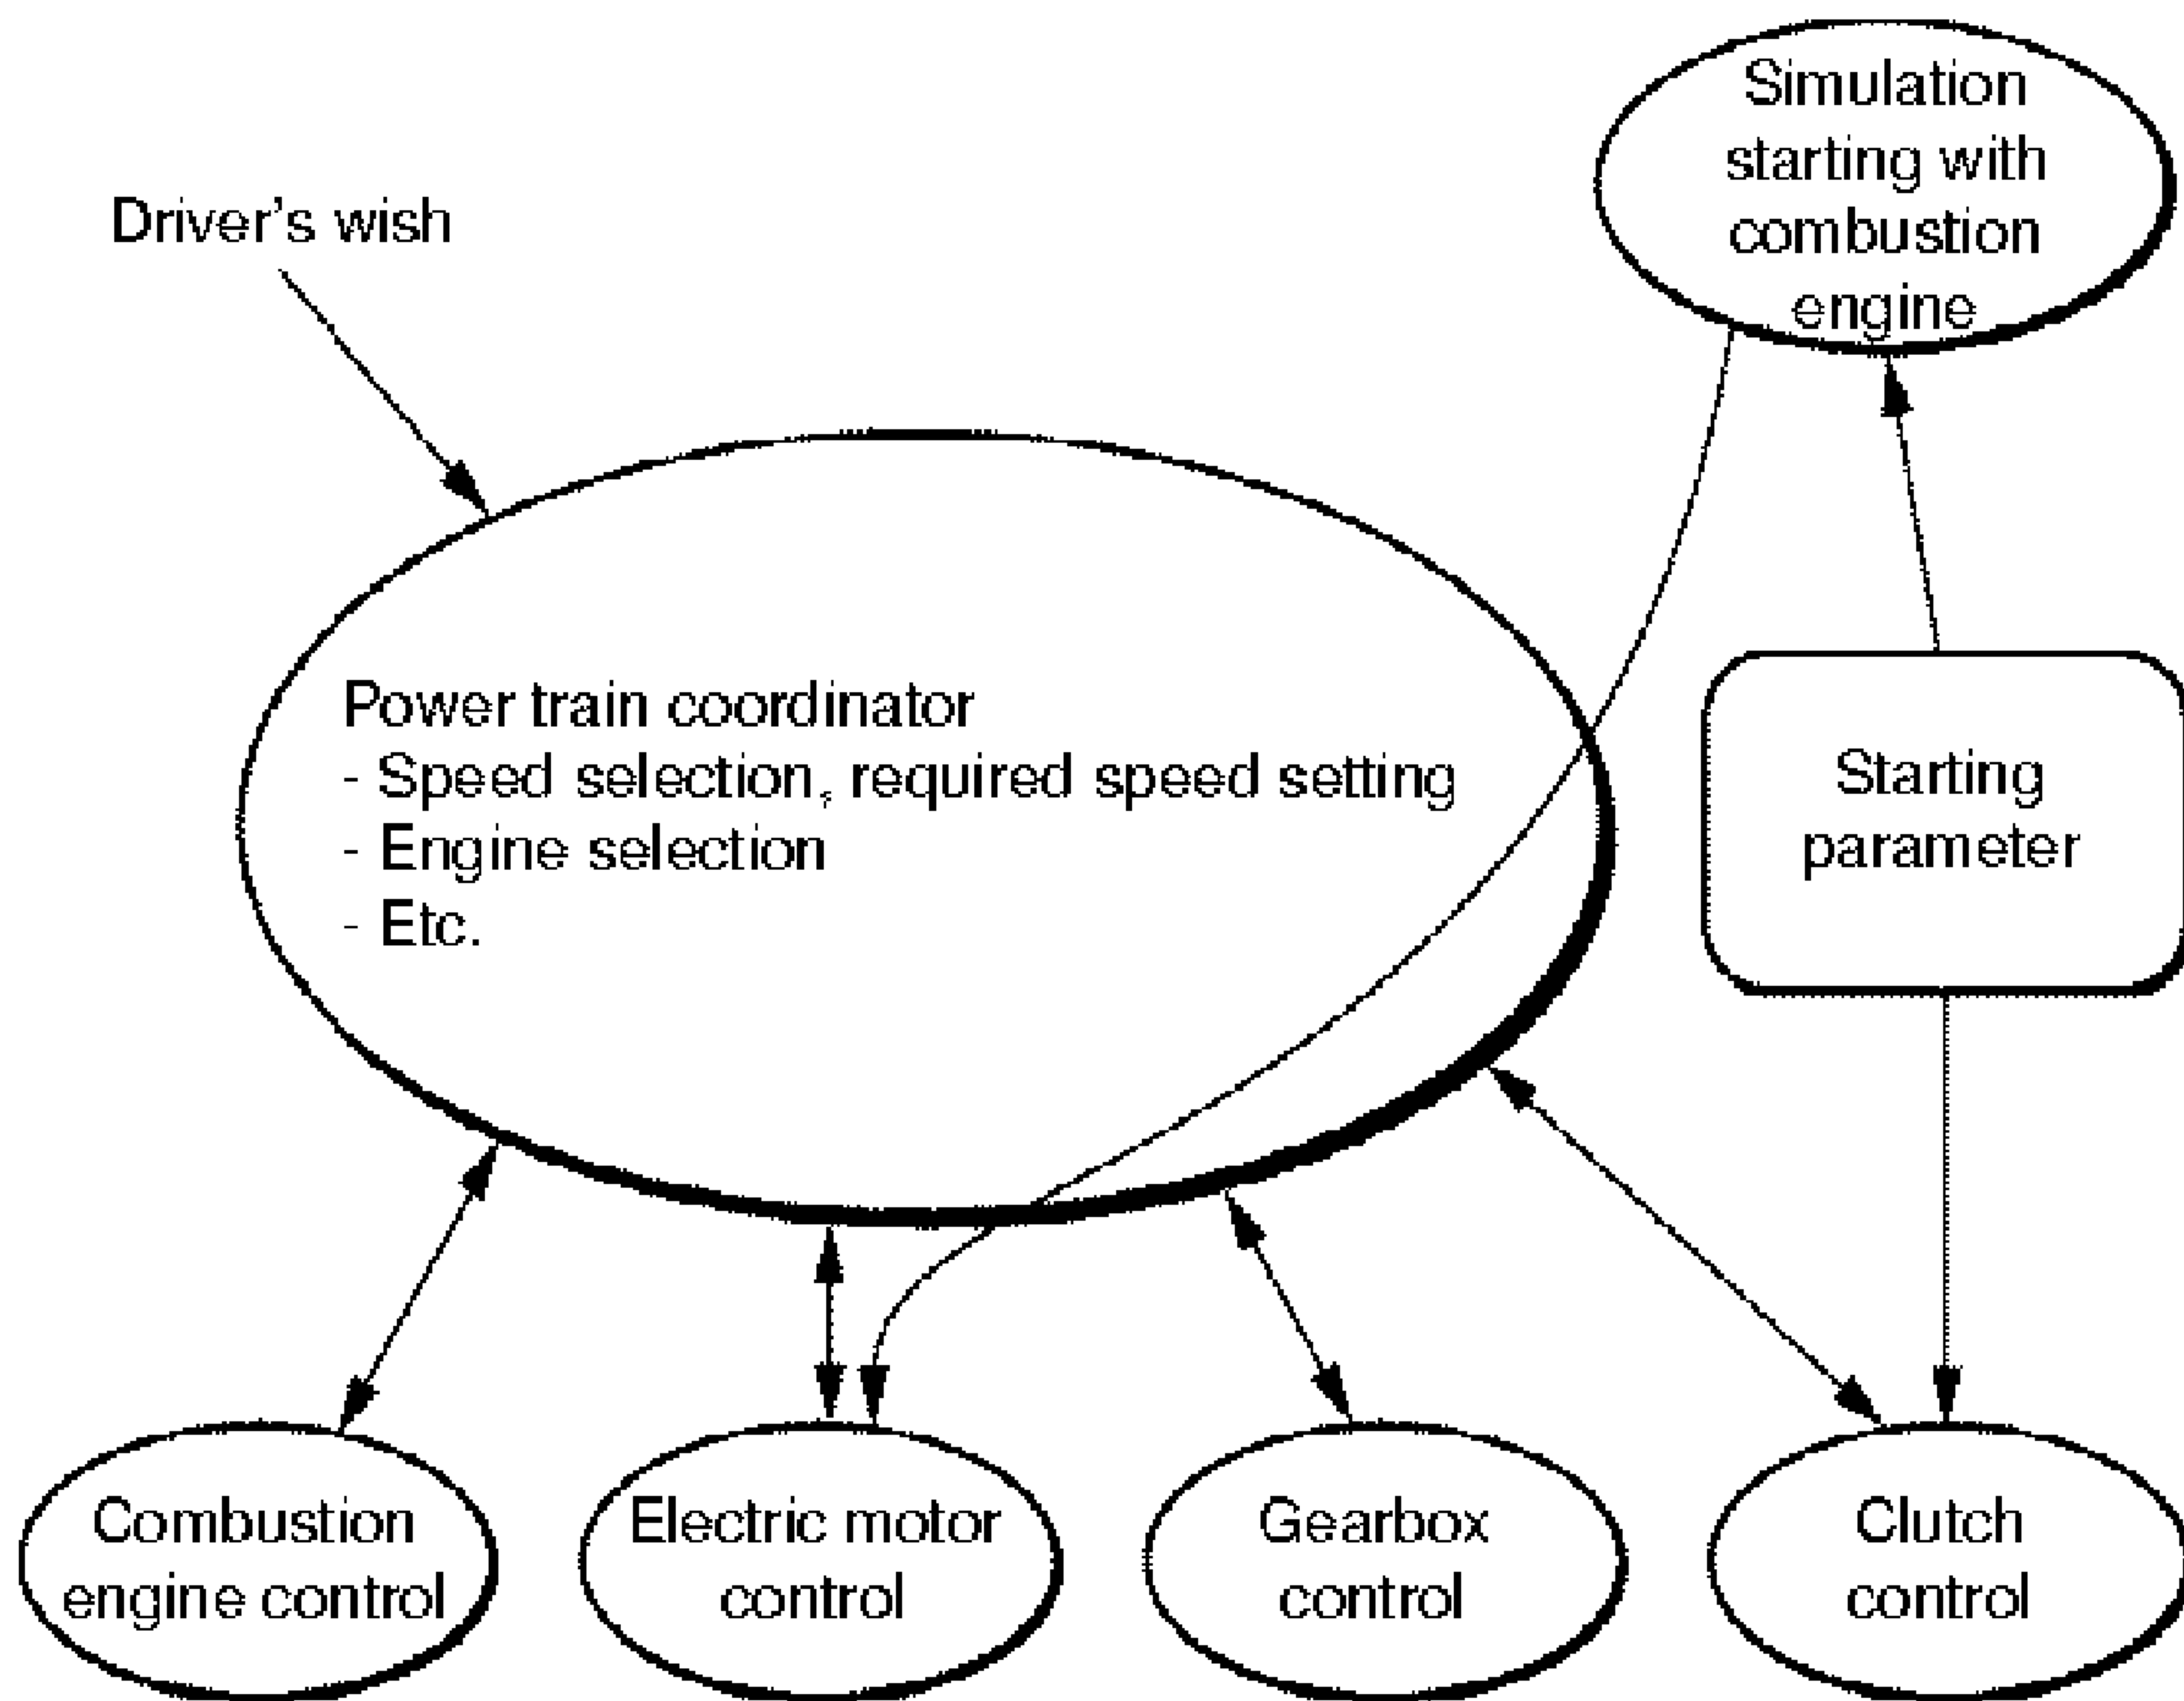 Simulation
starting with
combustion
engine
Driver's wish
Power train coordinator
- Speed selection, required speed setting
- Engine selection
- Etc.
Starting
parameter
Combustion
engine control
Electric motor
control
Gearbox
control
Clutch
control